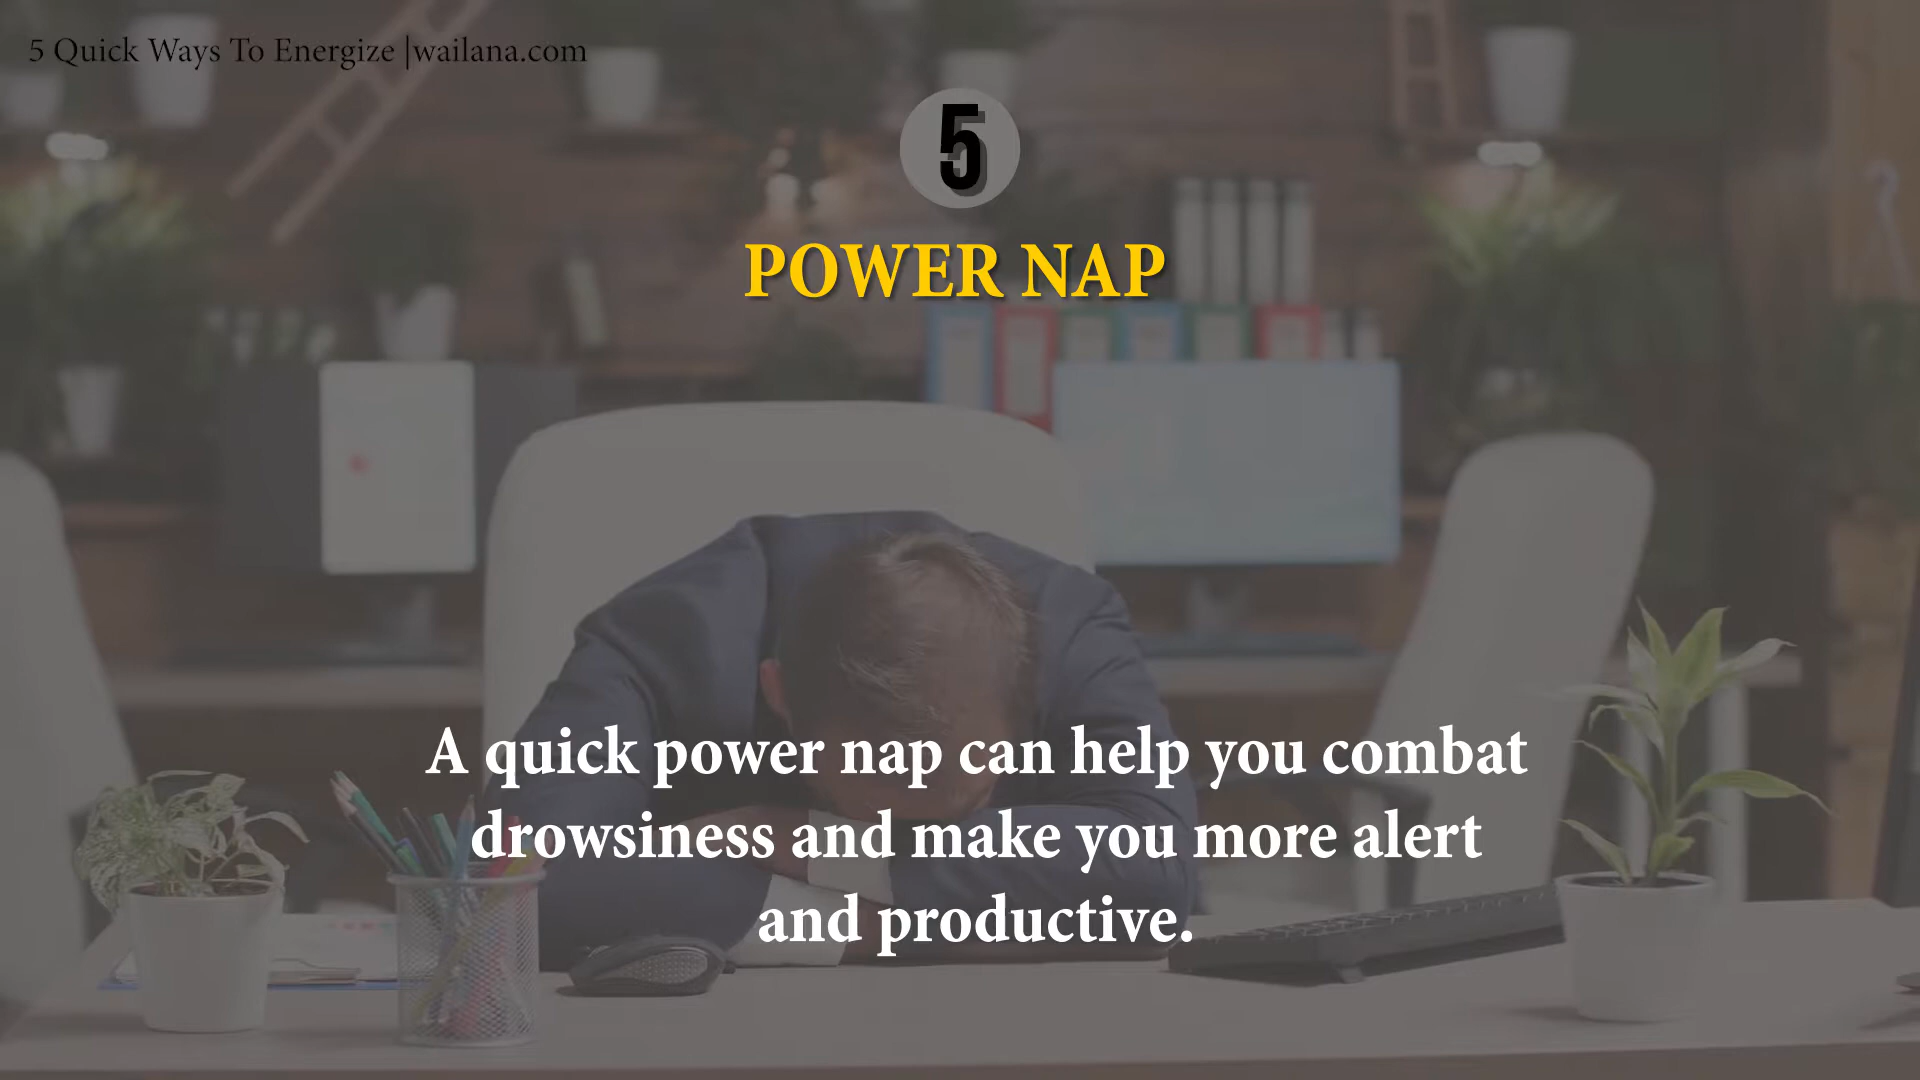 5 Quick Ways To Energize |wailana.com
5
POWER NAP
A quick power nap can help you combat
drowsiness and make you more alert
and productive.